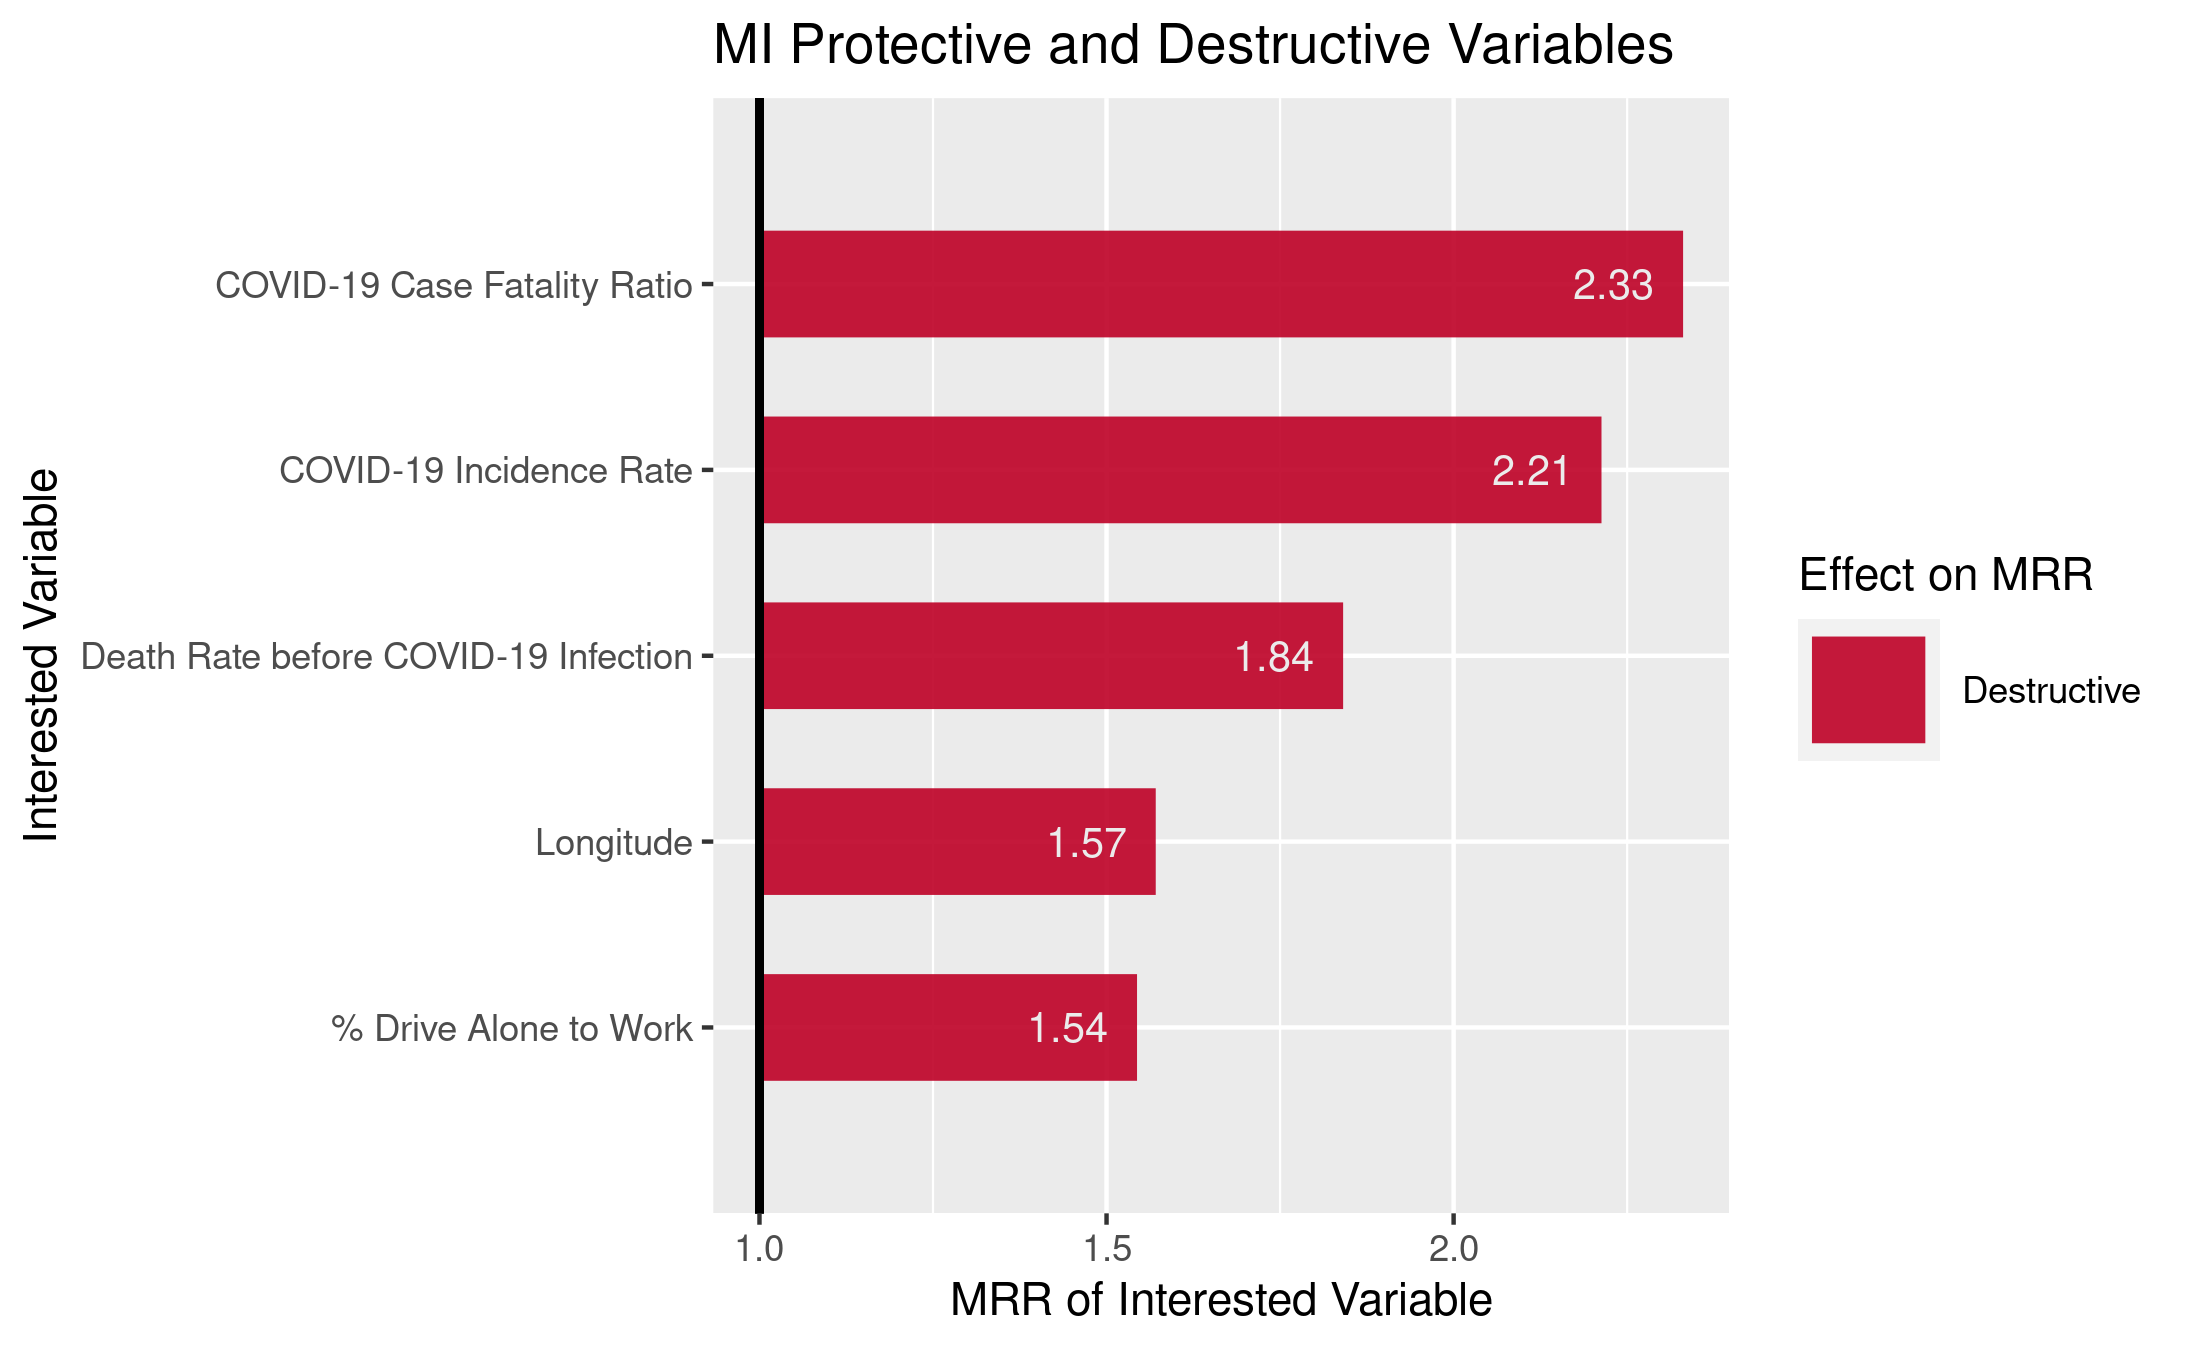 MI Protective and Destructive Variables
Interested Variable
COVID-19 Case Fatality Ratio
2.33
COVID-19 Incidence Rate
2.21
Death Rate before COVID-19 Infection
1.84
Longitude
1.57
% Drive Alone to Work
1.54
1.0 1.5 2.0
MRR of Interested Variable
Effect on MRR
Destructive